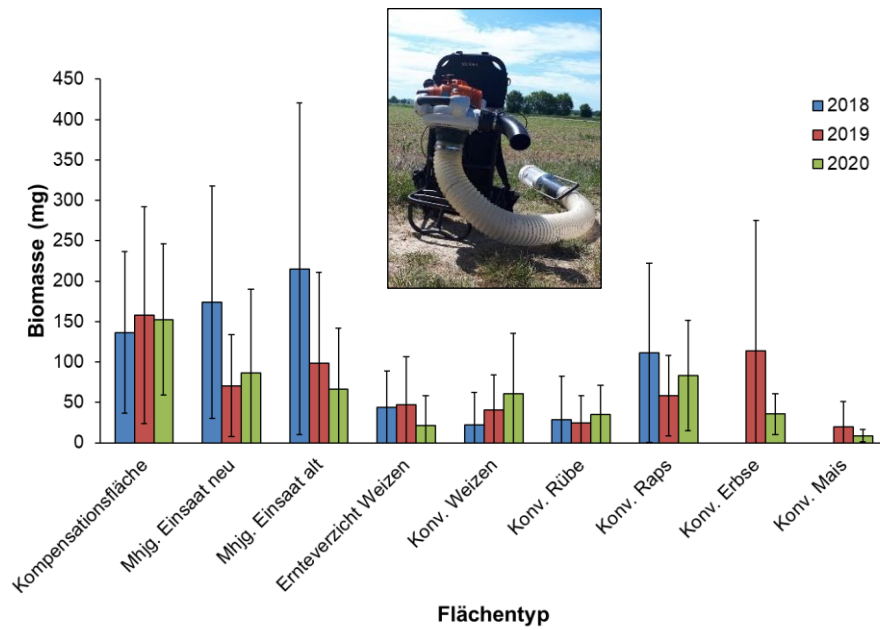 450
400
350
300
250
200
150
100
50
0
Biomasse (mg)
2018
2019
2020
Kompensationsfläche
Mhjg. Einsaat neu
Mhjg. Einsaat alt
Ernteverzicht Weizen
Konv. Weizen
Konv. Rübe
Konv. Raps
Konv. Erbse
Konv. Mais
Flächentyp